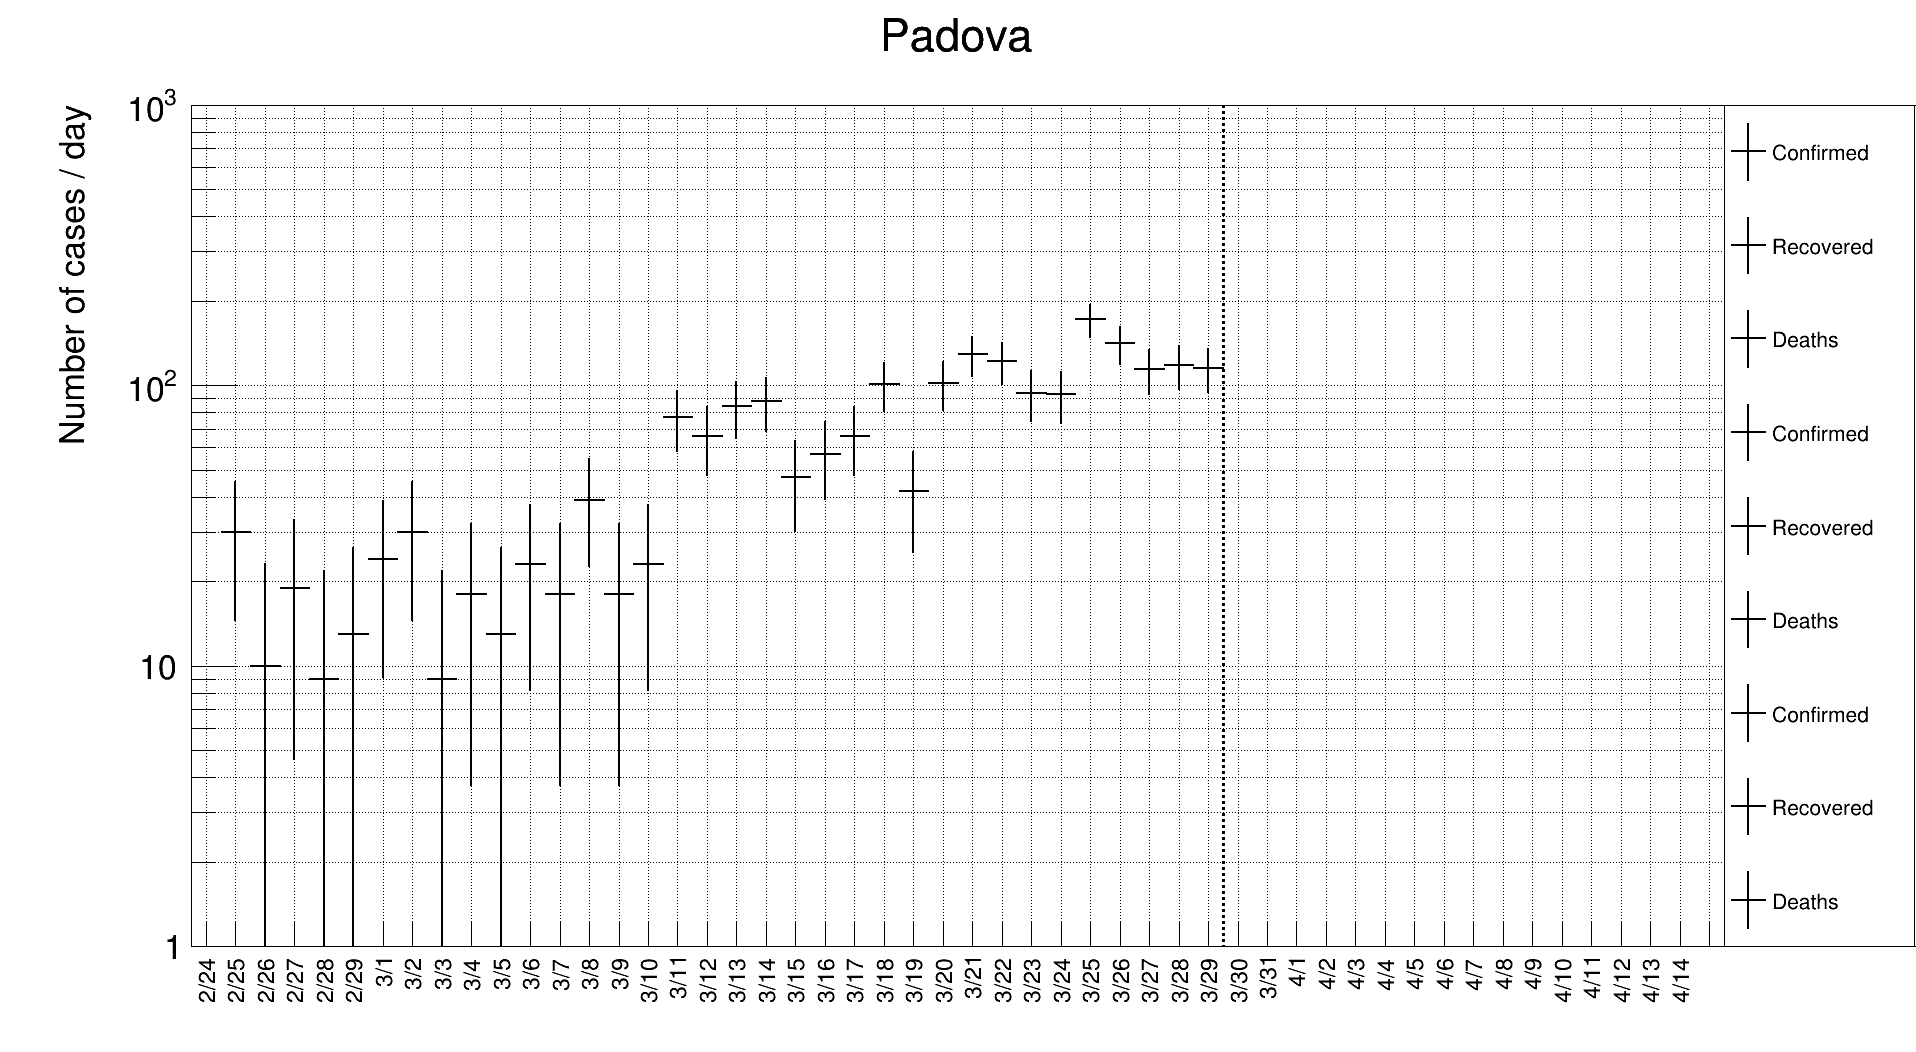 Padova
Number of cases / day
10³
10²
10
1
2/24 2/25 2/26 2/27 2/28 2/29 3/1 3/2 3/3 3/4 3/5 3/6 3/7 3/8 3/9 3/10 3/11 3/12 3/13 3/14 3/15 3/16 3/17 3/18 3/19 3/20 3/21 3/22 3/23 3/24 3/25 3/26 3/27 3/28 3/29 3/30 3/31 4/1 4/2 4/3 4/4 4/5 4/6 4/7 4/8 4/9 4/10 4/11 4/12 4/13 4/14
Confirmed
Recovered
Deaths
Confirmed
Recovered
Deaths
Confirmed
Recovered
Deaths